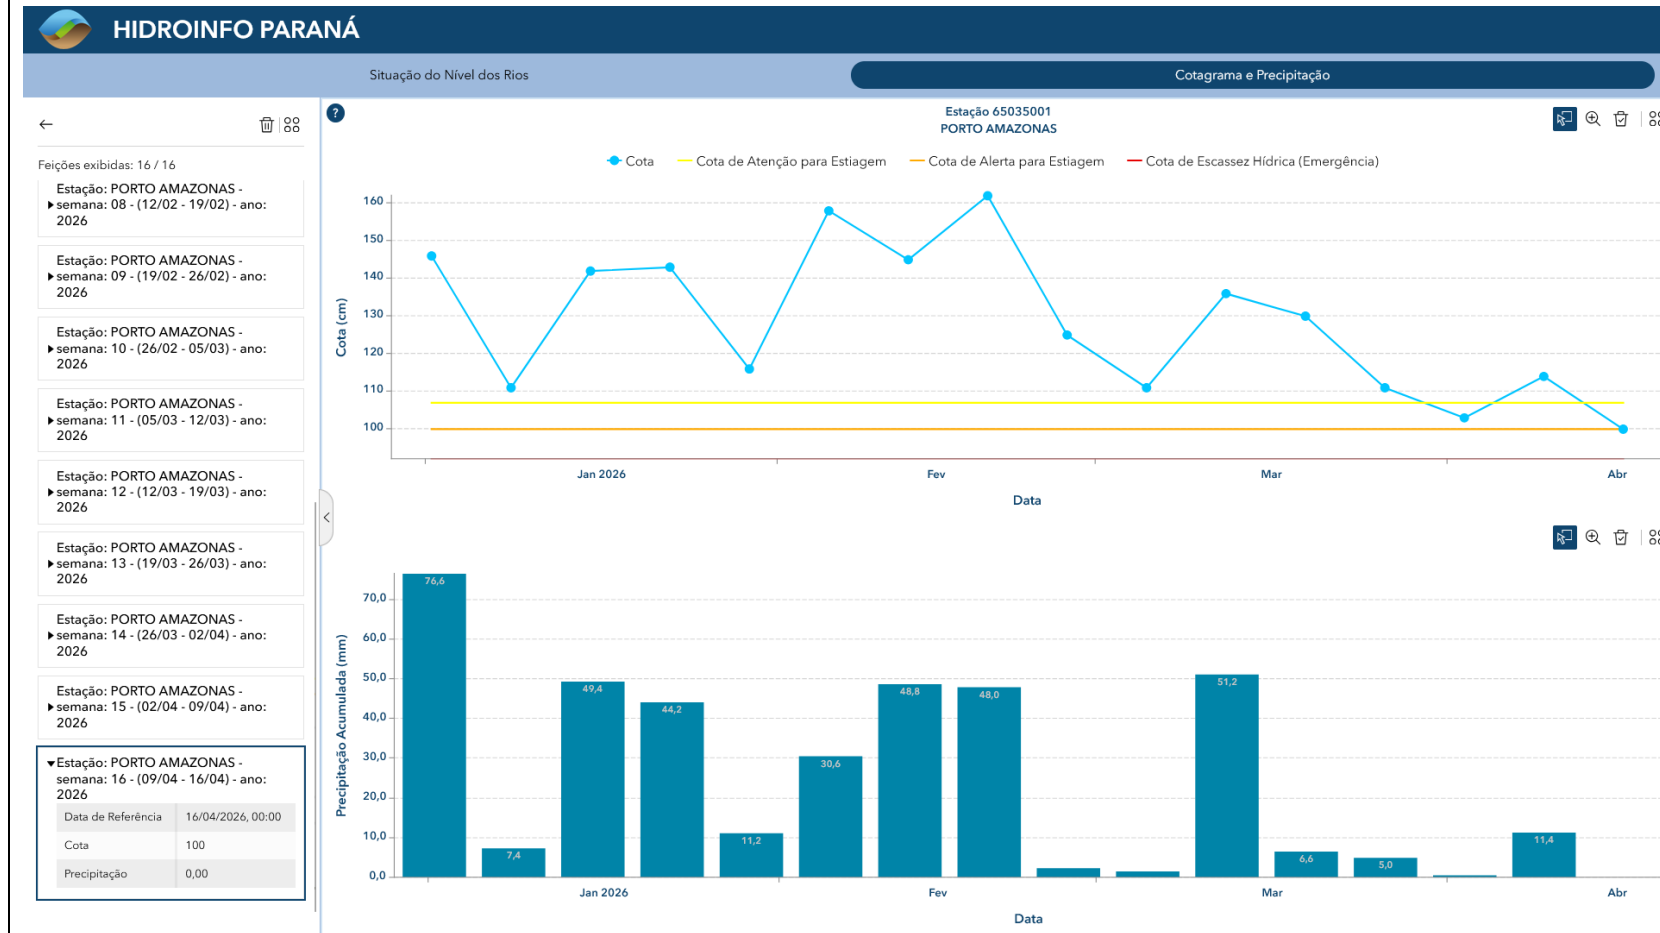 HIDROINFO PARANÁ
Situação do Nível dos Rios
Cotagrama e Precipitação
Feições exibidas: 16 / 16
Estação: PORTO AMAZONAS -
semana: 08 - (12/02 - 19/02) - ano:
2026
Estação: PORTO AMAZONAS -
semana: 09 - (19/02 - 26/02) - ano:
2026
Estação: PORTO AMAZONAS -
semana: 10 - (26/02 - 05/03) - ano:
2026
Estação: PORTO AMAZONAS -
semana: 11 - (05/03 - 12/03) - ano:
2026
Estação: PORTO AMAZONAS -
semana: 12 - (12/03 - 19/03) - ano:
2026
Estação: PORTO AMAZONAS -
semana: 13 - (19/03 - 26/03) - ano:
2026
Estação: PORTO AMAZONAS -
semana: 14 - (26/03 - 02/04) - ano:
2026
Estação: PORTO AMAZONAS -
semana: 15 - (02/04 - 09/04) - ano:
2026
Estação: PORTO AMAZONAS -
semana: 16 - (09/04 - 16/04) - ano:
2026
Data de Referência 16/04/2026, 00:00
Cota 100
Precipitação 0,00
?
Estação 65035001
PORTO AMAZONAS
Cota Cota de Atenção para Estiagem Cota de Alerta para Estiagem Cota de Escassez Hídrica (Emergência)
Cota (cm)
160
150
140
130
120
110
100
Jan 2026 Fev Mar Abr
Data
Precipitação Acumulada (mm)
70,0
60,0
50,0
40,0
30,0
20,0
10,0
0,0
76,6 7,4 49,4 44,2 11,2 30,6 48,8 48,0 51,2 6,6 5,0 11,4
Jan 2026 Fev Mar Abr
Data